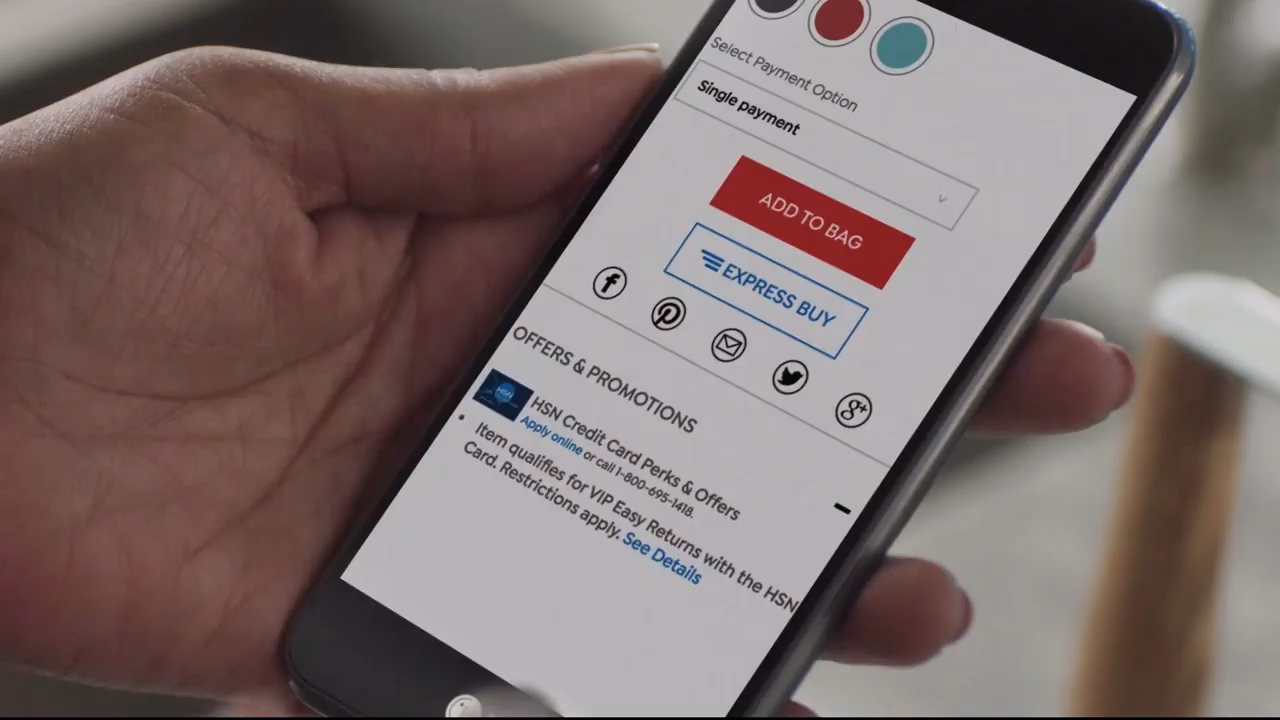 Select Payment Option
Single payment
ADD TO BAG
EXPRESS BUY
OFFERS & PROMOTIONS
HSN
HSN Credit Card Perks & Offers
Apply online or call 1-800-695-1418.
Item qualifies for VIP Easy Returns with the HSN
Card. Restrictions apply. See Details